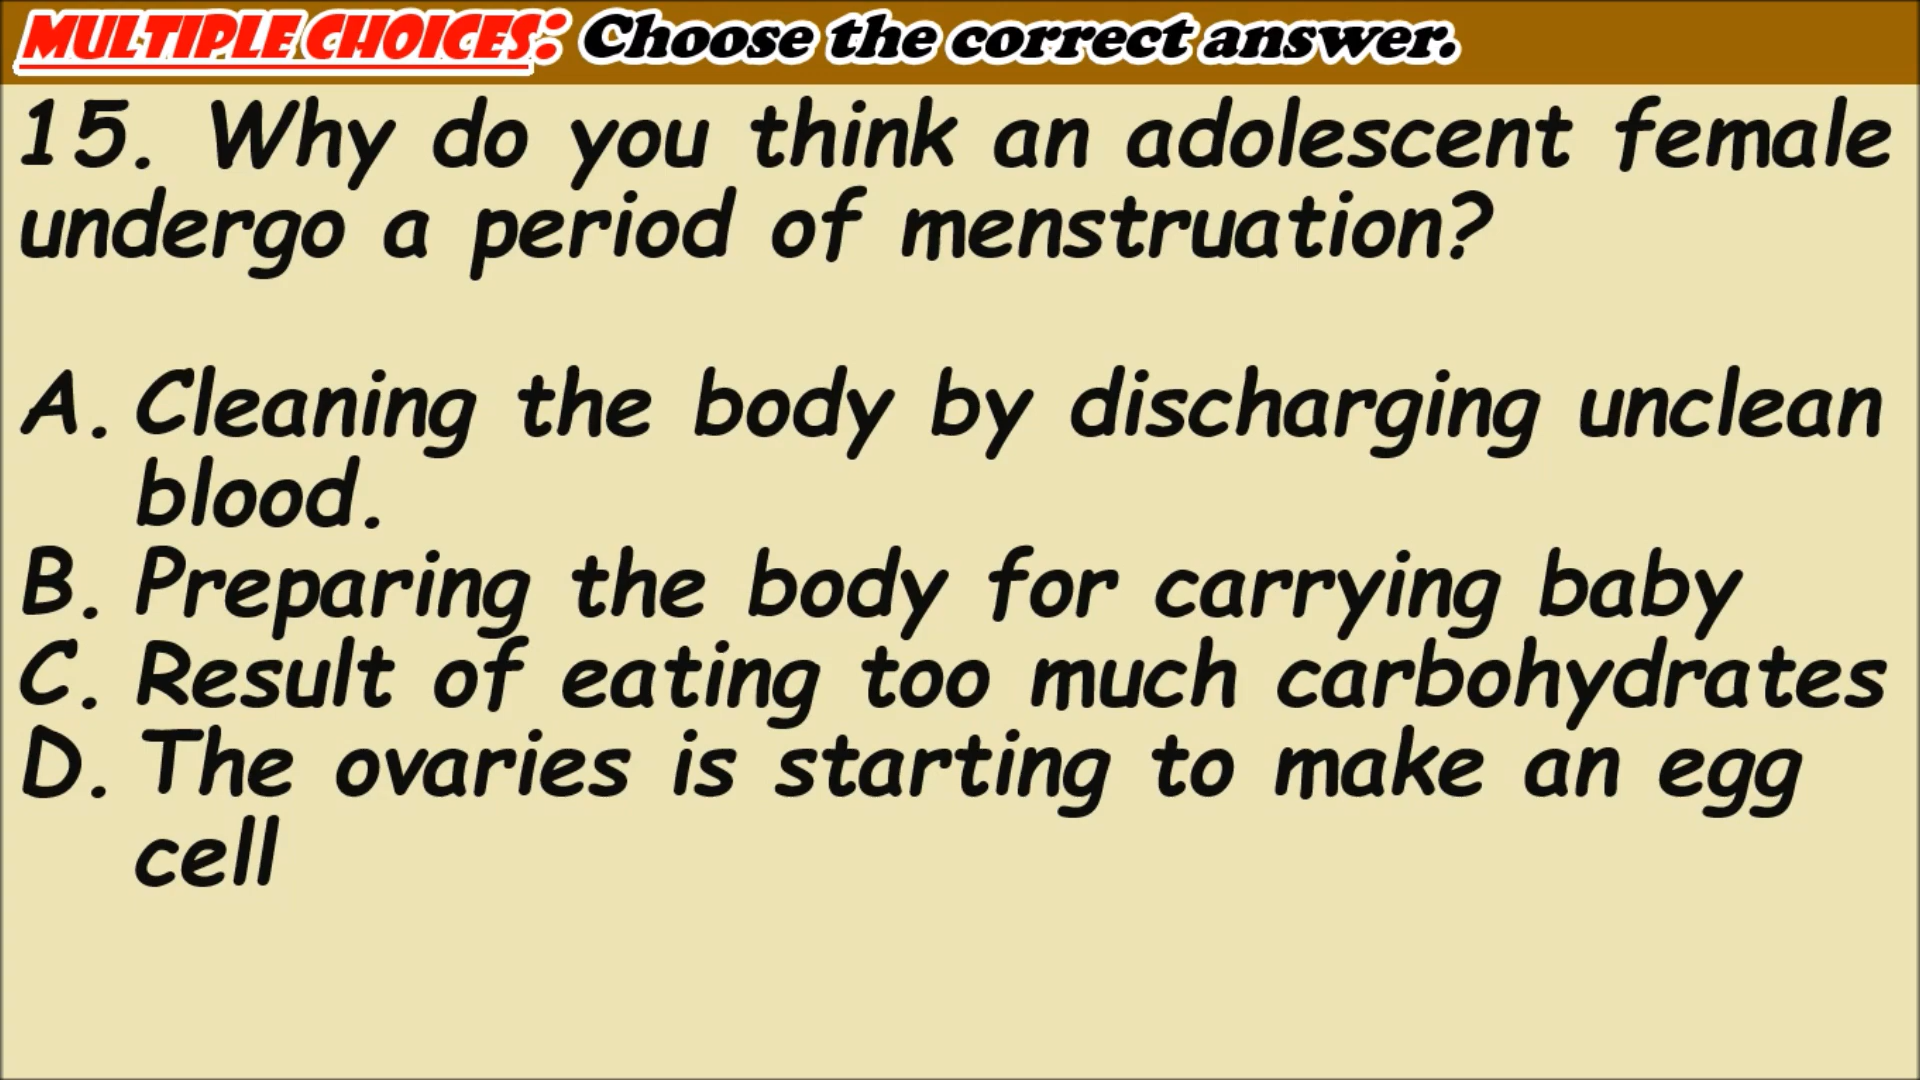 MULTIPLE CHOICES: Choose the correct answer.
15. Why do you think an adolescent female
undergo a period of menstruation?
A. Cleaning the body by discharging unclean
blood.
B. Preparing the body for carrying baby
C. Result of eating too much carbohydrates
D. The ovaries is starting to make an egg
cell